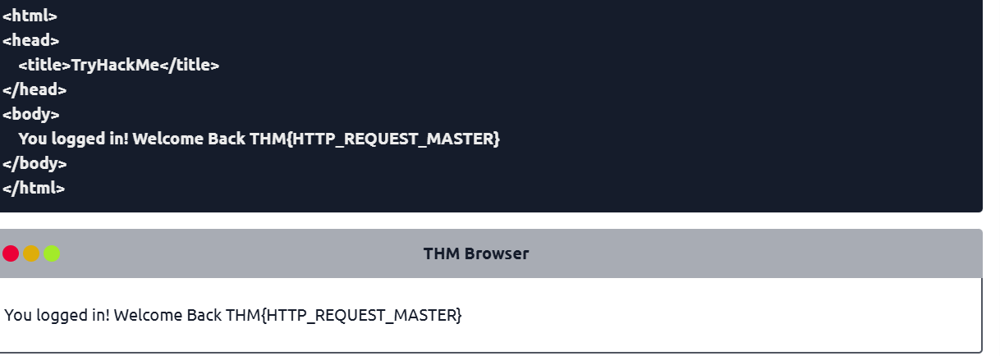 <html>
<head>
    <title>TryHackMe</title>
</head>
<body>
    You logged in! Welcome Back THM{HTTP_REQUEST_MASTER}
</body>
</html>
THM Browser
You logged in! Welcome Back THM{HTTP_REQUEST_MASTER}